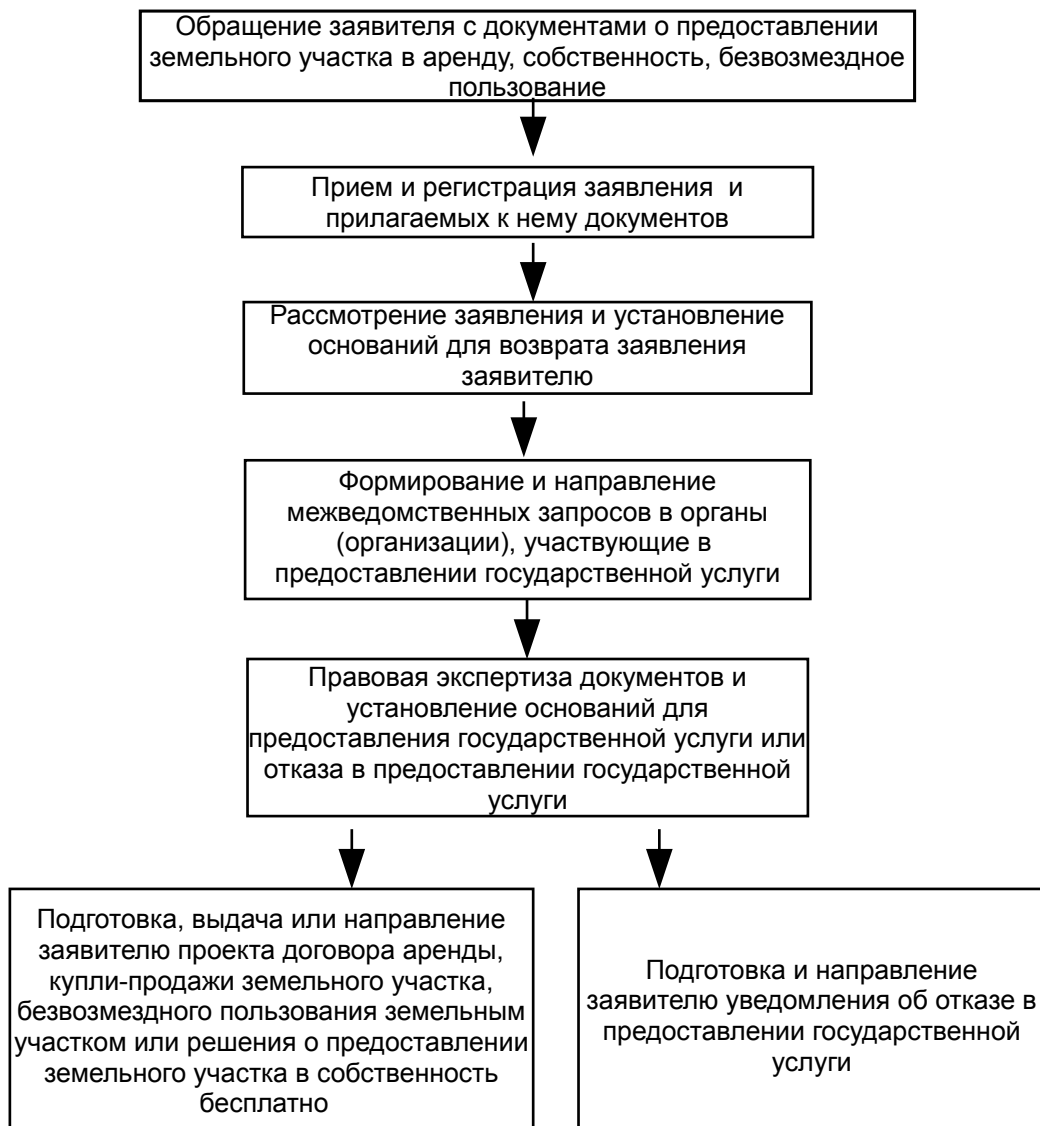 Обращение заявителя с документами о предоставлении
земельного участка в аренду, собственность, безвозмездное
пользование
Прием и регистрация заявления и
прилагаемых к нему документов
Рассмотрение заявления и установление
оснований для возврата заявления
заявителю
Формирование и направление
межведомственных запросов в органы
(организации), участвующие в
предоставлении государственной услуги
Правовая экспертиза документов и
установление оснований для
предоставления государственной услуги или
отказа в предоставлении государственной
услуги
Подготовка, выдача или направление
заявителю проекта договора аренды,
купли-продажи земельного участка,
безвозмездного пользования земельным
участком или решения о предоставлении
земельного участка в собственность
бесплатно
Подготовка и направление
заявителю уведомления об отказе в
предоставлении государственной
услуги